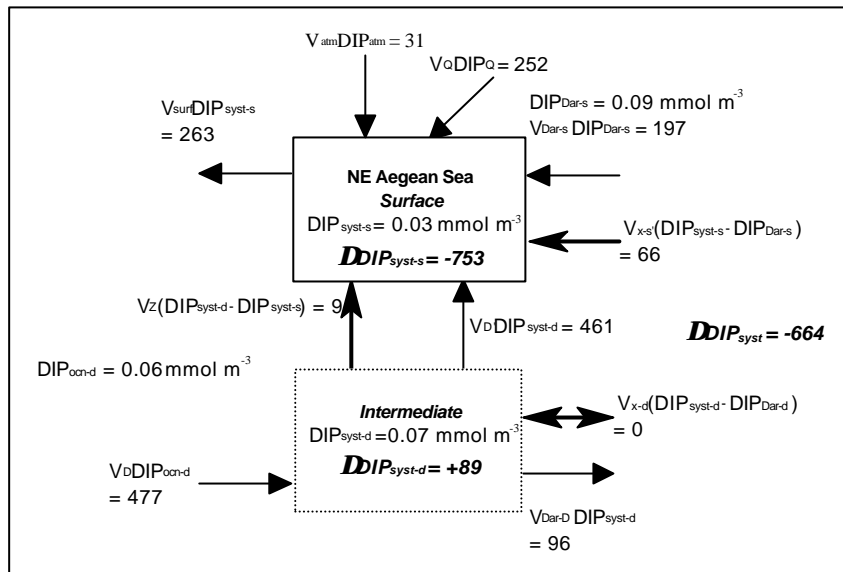 VatmDIPatm = 31
VQDIPQ = 252
VsurfDIPsyst-s
= 263
DIPDar-s = 0.09 mmol m-3
VDar-s DIPDar-s = 197
NE Aegean Sea
Surface
DIPsyst-s = 0.03 mmol m-3
DDIPsyst-s = -753
Vx-s'(DIPsyst-s - DIPDar-s)
= 66
VZ(DIPsyst-d - DIPsyst-s) = 9
VDDIPsyst-d = 461
DDIPsyst = -664
DIPocn-d = 0.06 mmol m-3
Intermediate
DIPsyst-d =0.07 mmol m-3
DDIPsyst-d = +89
Vx-d(DIPsyst-d - DIPDar-d)
= 0
VDDIPocn-d
= 477
VDar-D DIPsyst-d
= 96